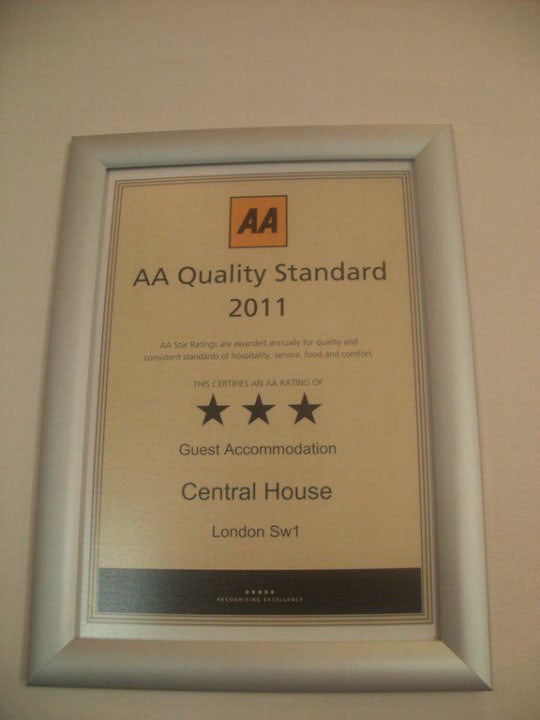 AA
AA Quality Standard
2011
AA Star Ratings are awarded annually for quality and
consistent standards of hospitality, service, food and comfort.
THIS CERTIFIES AN AA RATING OF
Guest Accommodation
Central House
London Sw1
RECOGNISING EXCELLENCE